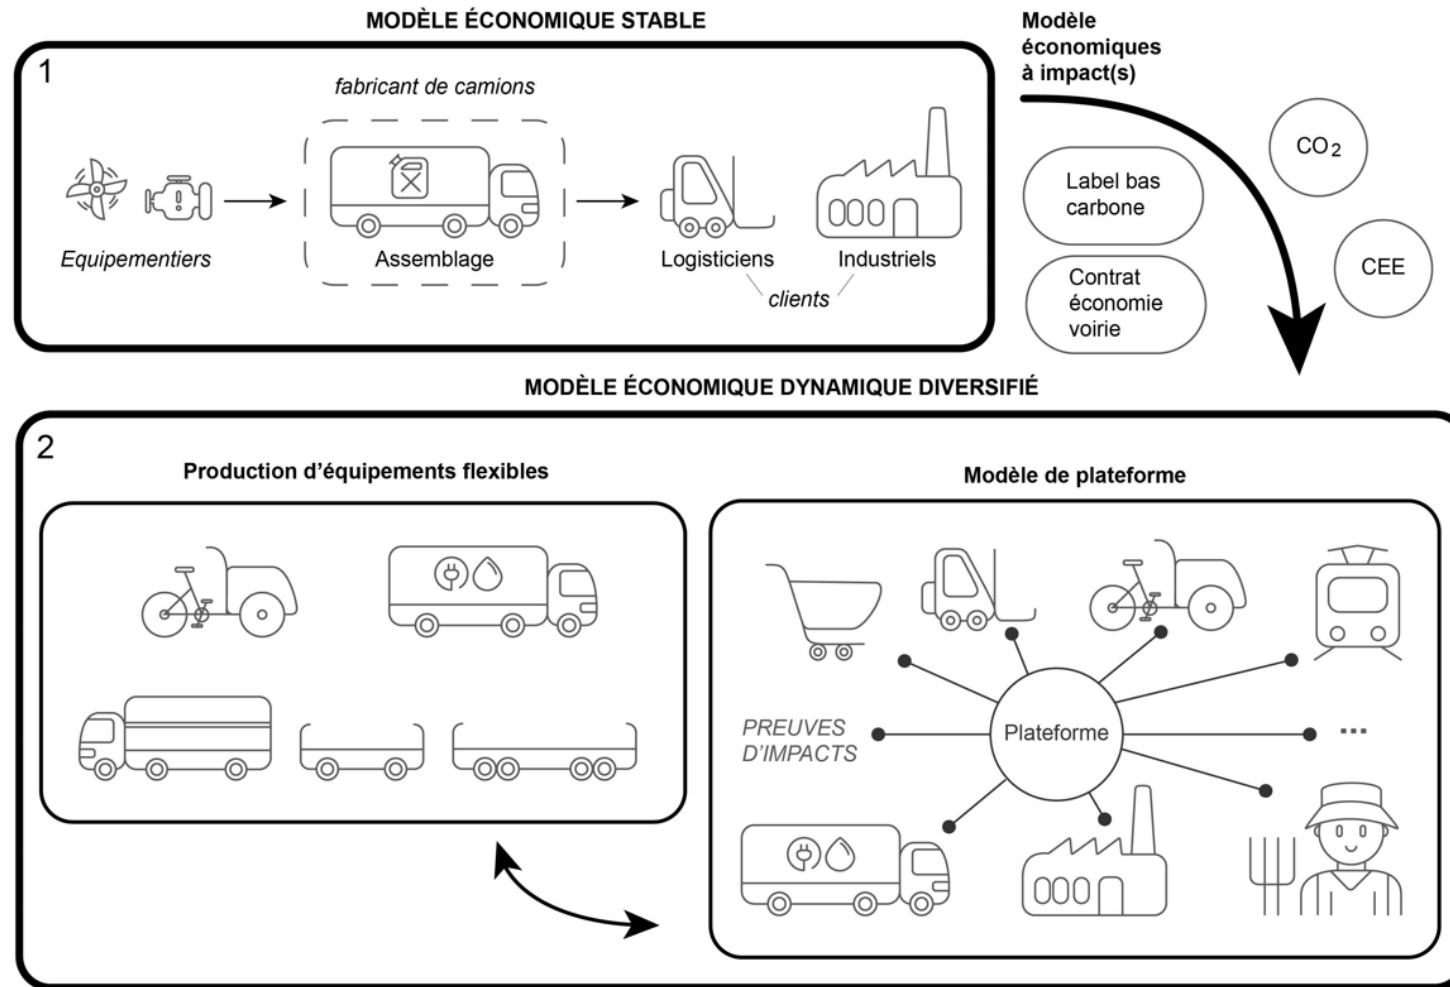 MODÈLE ÉCONOMIQUE STABLE
1
fabricant de camions
Equipementiers
Assemblage
Logisticiens
Industriels
clients
Modèle
économiques
à impact(s)
CO₂
Label bas
carbone
CEE
Contrat
économie
voirie
MODÈLE ÉCONOMIQUE DYNAMIQUE DIVERSIFIÉ
2
Production d'équipements flexibles
Modèle de plateforme
PREUVES
D'IMPACTS
Plateforme
...